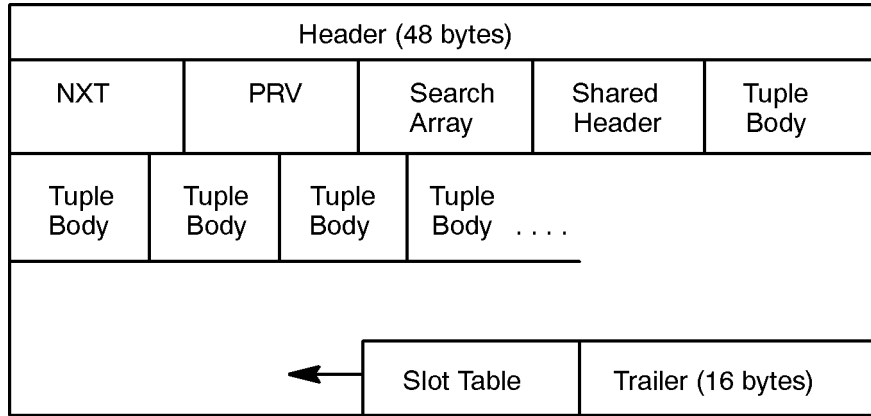 Header (48 bytes)
NXT
PRV
Search
Array
Shared
Header
Tuple
Body
Tuple
Body
Tuple
Body
Tuple
Body
Tuple
Body . . . .
Slot Table
Trailer (16 bytes)